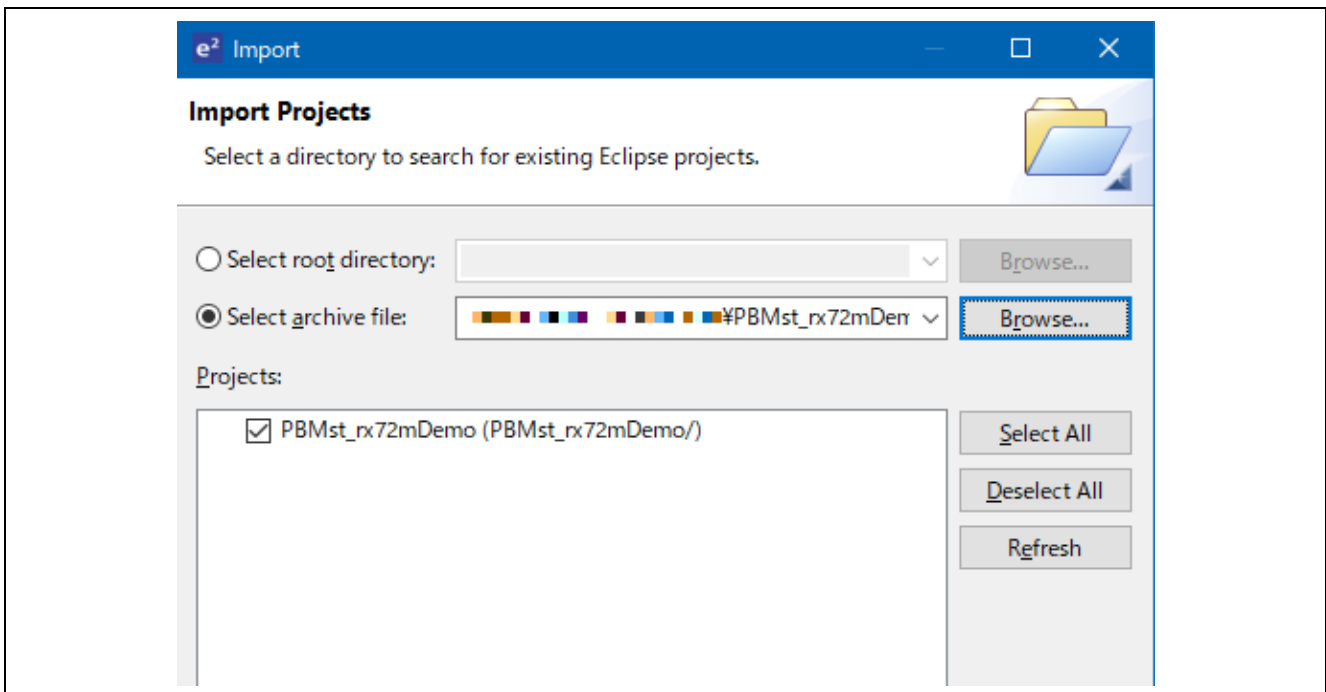 e² Import
Import Projects
Select a directory to search for existing Eclipse projects.
Select root directory:
Browse...
Select archive file:
¥PBMst_rx72mDem
Browse...
Projects:
PBMst_rx72mDemo (PBMst_rx72mDemo/)
Select All
Deselect All
Refresh